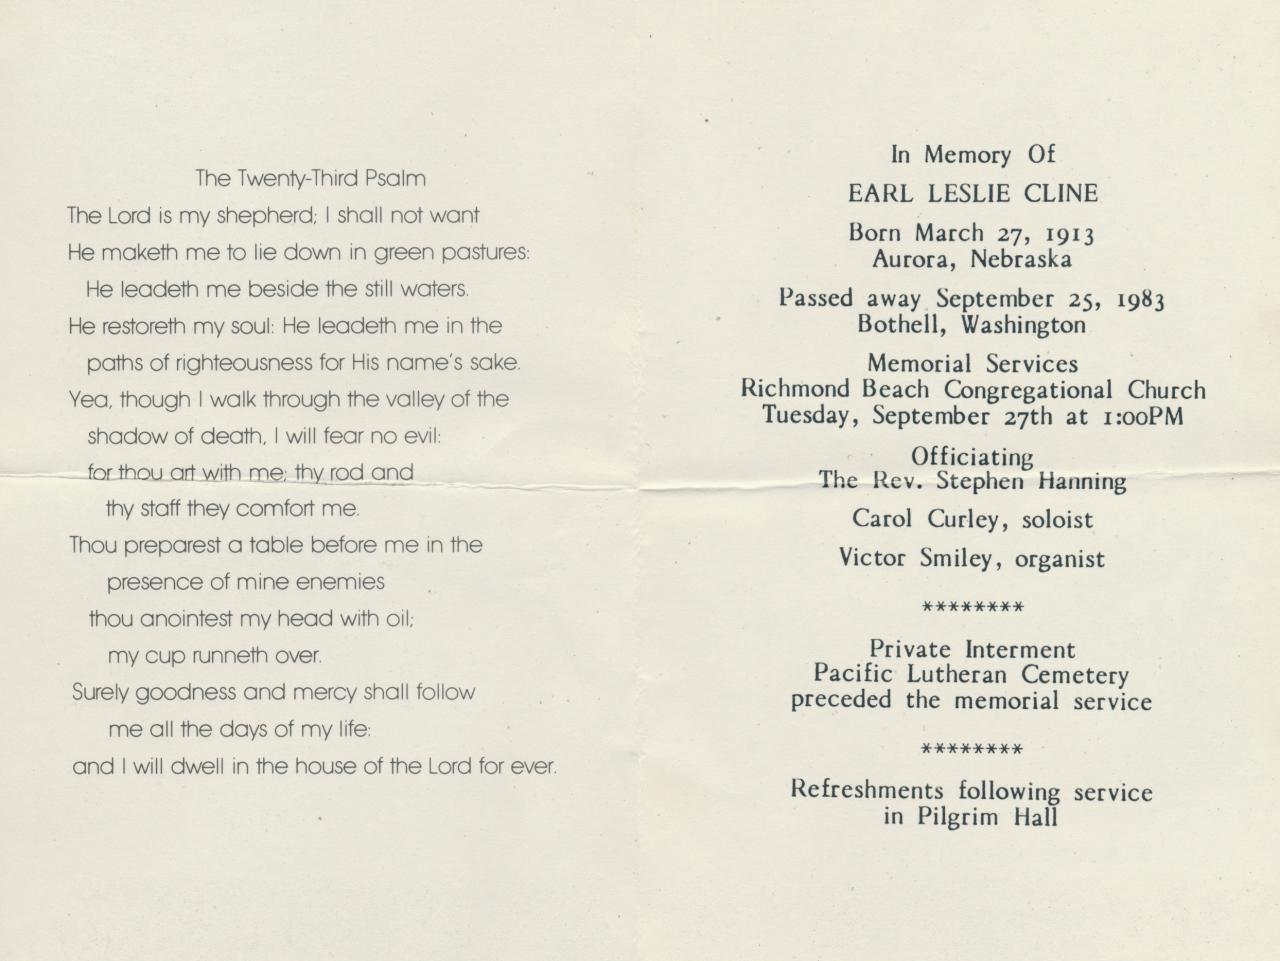 The Twenty-Third Psalm
The Lord is my shepherd; I shall not want
He maketh me to lie down in green pastures:
He leadeth me beside the still waters.
He restoreth my soul: He leadeth me in the
paths of righteousness for His name's sake.
Yea, though I walk through the valley of the
shadow of death, I will fear no evil:
for thou art with me; thy rod and
thy staff they comfort me.
Thou preparest a table before me in the
presence of mine enemies
thou anointest my head with oil;
my cup runneth over.
Surely goodness and mercy shall follow
me all the days of my life:
and I will dwell in the house of the Lord for ever.
In Memory Of
EARL LESLIE CLINE
Born March 27, 1913
Aurora, Nebraska
Passed away September 25, 1983
Bothell, Washington
Memorial Services
Richmond Beach Congregational Church
Tuesday, September 27th at 1:00PM
Officiating
The Rev. Stephen Hanning
Carol Curley, soloist
Victor Smiley, organist
********
Private Interment
Pacific Lutheran Cemetery
preceded the memorial service
********
Refreshments following service
in Pilgrim Hall